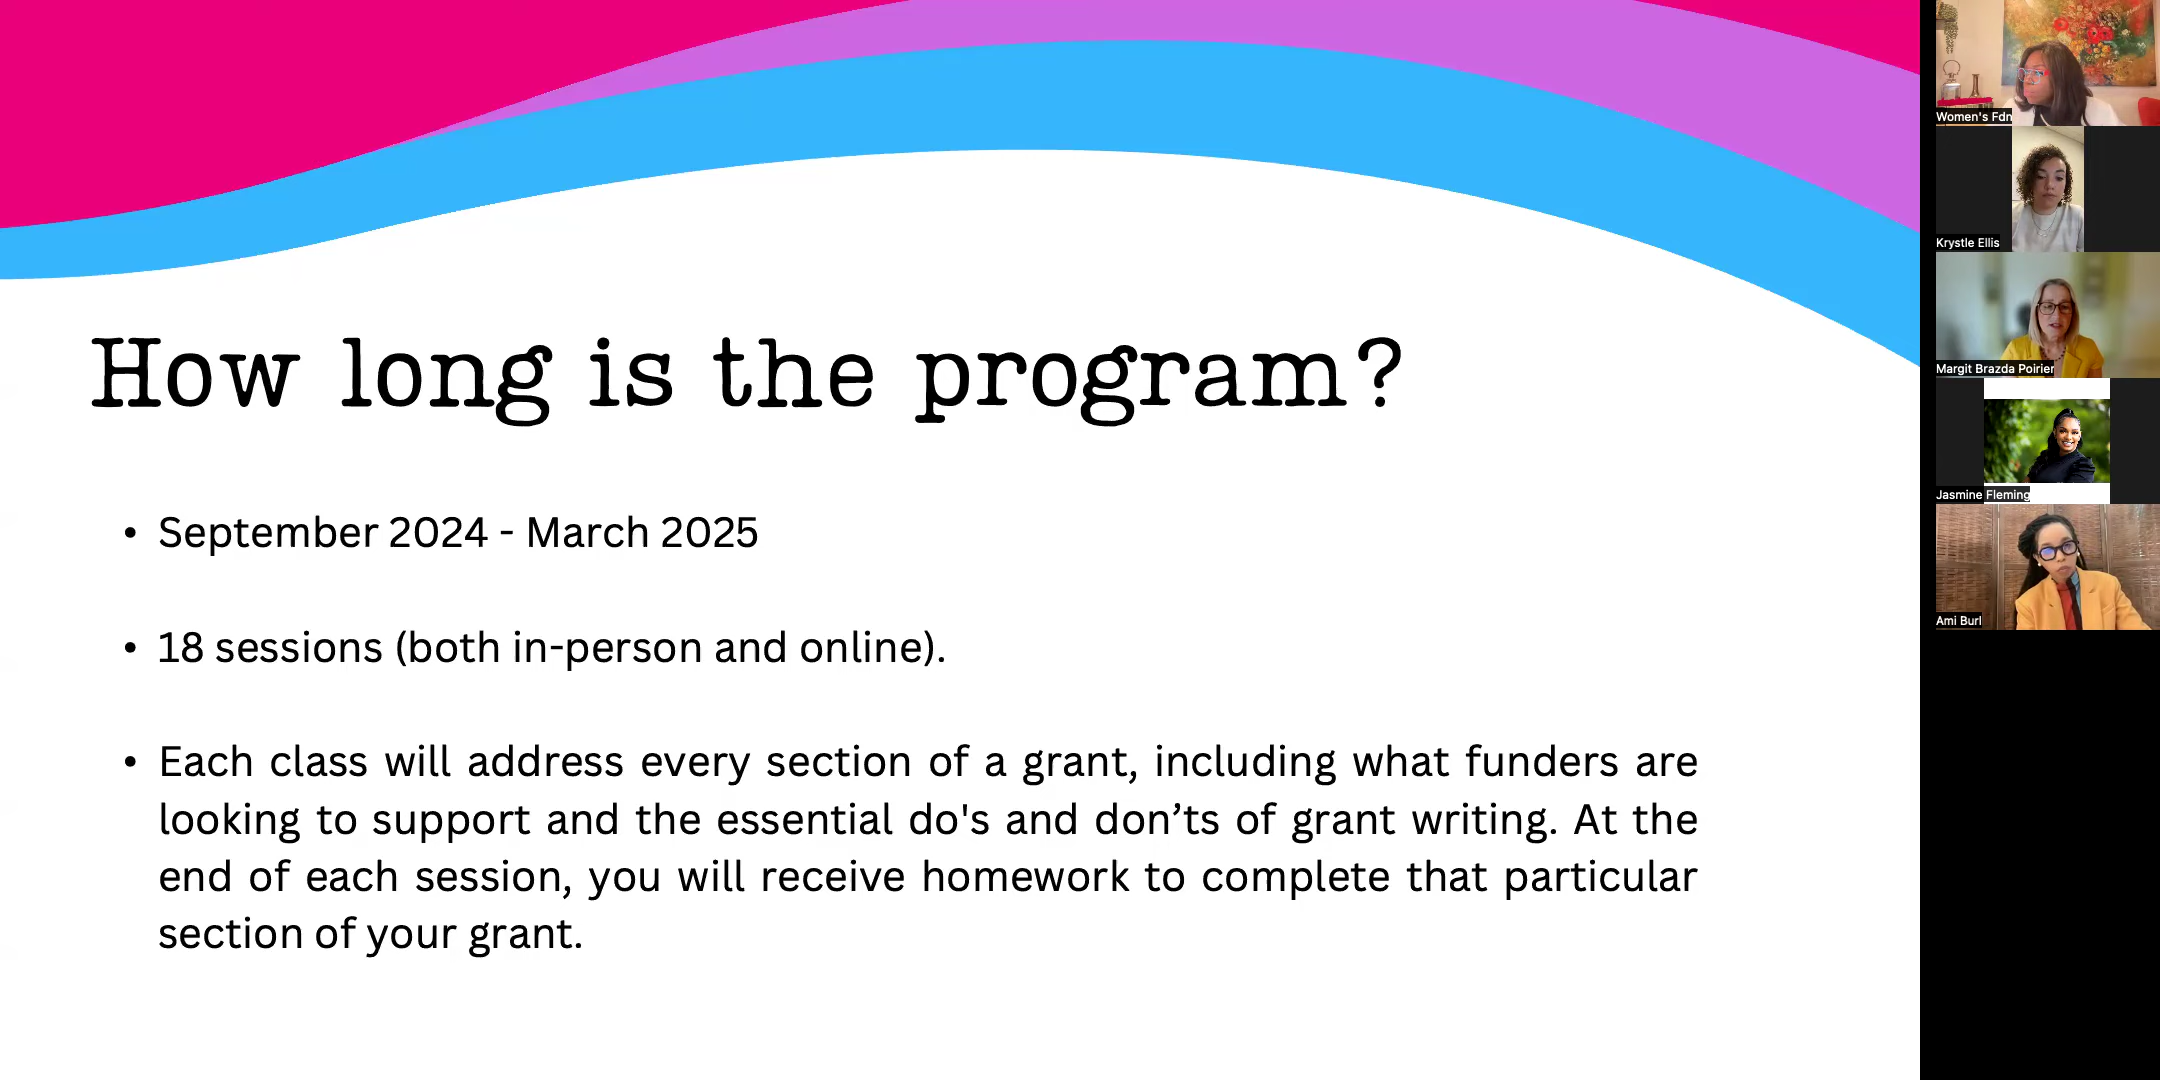 How long is the program?
• September 2024 - March 2025
• 18 sessions (both in-person and online).
• Each class will address every section of a grant, including what funders are
looking to support and the essential do's and don’ts of grant writing. At the
end of each session, you will receive homework to complete that particular
section of your grant.
Women's Fdn
Krystle Ellis
Margit Brazda Poirier
Jasmine Fleming
Ami Burl